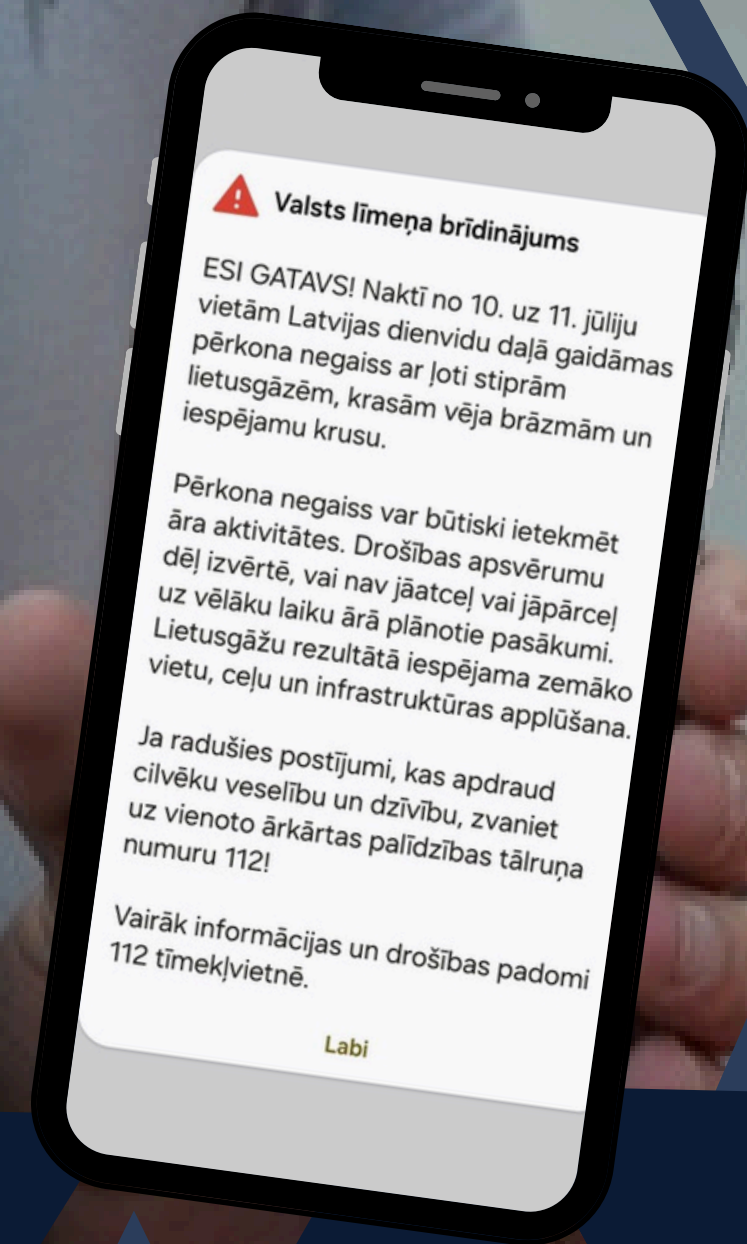 Valsts līmeņa brīdinājums
ESI GATAVS! Naktī no 10. uz 11. jūliju
vietām Latvijas dienvidu daļā gaidāmas
pērkona negaiss ar ļoti stiprām
lietusgāzēm, krasām vēja brāzmām un
iespējamu krusu.
Pērkona negaiss var būtiski ietekmēt
āra aktivitātes. Drošības apsvērumu
dēļ izvērtē, vai nav jāatceļ vai jāpārceļ
uz vēlāku laiku ārā plānotie pasākumi.
Lietusgāžu rezultātā iespējama zemāko
vietu, ceļu un infrastruktūras applūšana.
Ja radušies postījumi, kas apdraud
cilvēku veselību un dzīvību, zvaniet
uz vienoto ārkārtas palīdzības tālruņa
numuru 112!
Vairāk informācijas un drošības padomi
112 tīmekļvietnē.
Labi